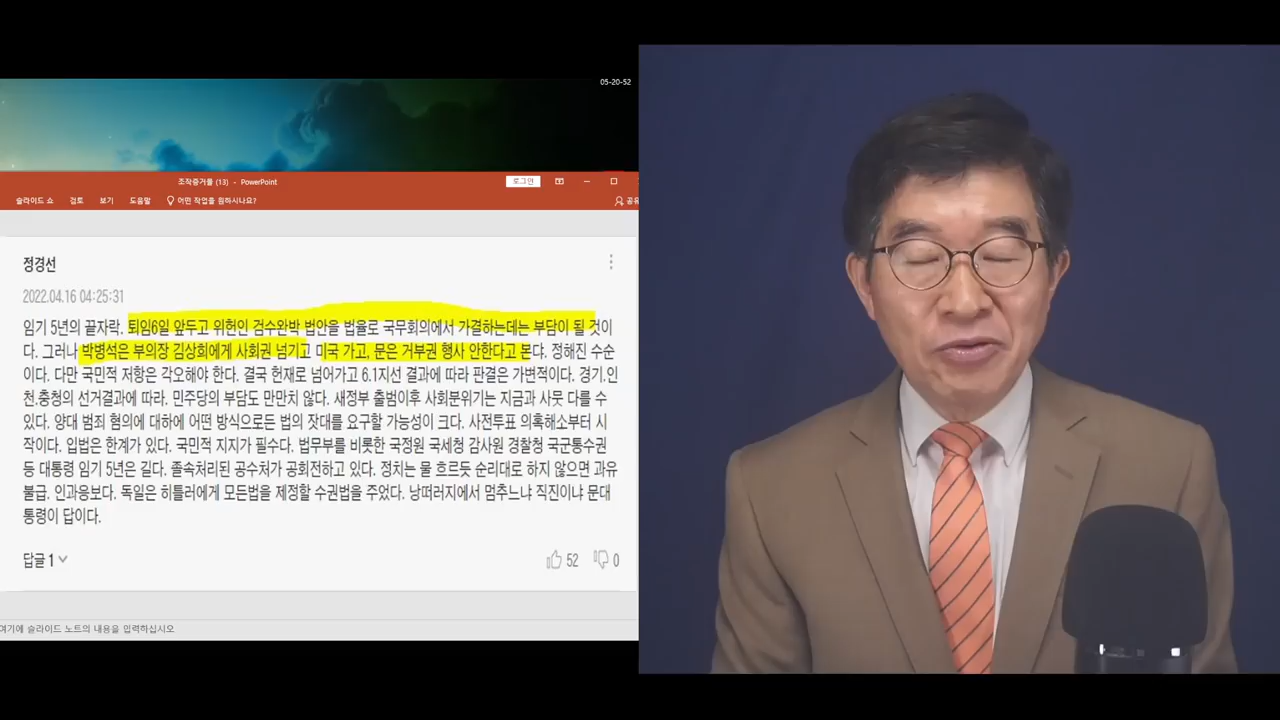 05-20-52
조작증거물 (13) - PowerPoint
로그인
슬라이드 쇼 검토 보기 도움말 어떤 작업을 원하시나요? 공유
정경선
2022.04.16 04:25:31
임기 5년의 끝자락, 퇴임6일 앞두고 위헌인 검수완박 법안을 법율로 국무회의에서 가결하는데는 부담이 될 것이
다. 그러나 박병석은 부의장 김상희에게 사회권 넘기고 미국 가고, 문은 거부권 행사 안한다고 본댜. 정해진 수순
이다. 다만 국민적 저항은 각오해야 한다. 결국 헌재로 넘어가고 6.1지선 결과에 따라 판결은 가변적이다. 경기.인
천.충청의 선거결과에 따라. 민주당의 부담도 만만치 않다. 새정부 출범이후 사회분위기는 지금과 사뭇 다를 수
있다. 양대 범죄 혐의에 대하에 어떤 방식으로든 법의 잣대를 요구할 가능성이 크다. 사전투표 의혹해소부터 시
작이다. 입법은 한계가 있다. 국민적 지지가 필수다. 법무부를 비롯한 국정원 국세청 감사원 경찰청 국군통수권
등 대통령 임기 5년은 길다. 졸속처리된 공수처가 공회전하고 있다. 정치는 물 흐르듯 순리대로 하지 않으면 과유
불급. 인과응보다. 독일은 히틀러에게 모든법을 제정할 수권법을 주었다. 낭떠러지에서 멈추느냐 직진이냐 문대
통령이 답이다.
답글 1
52 0
여기에 슬라이드 노트의 내용을 입력하십시오